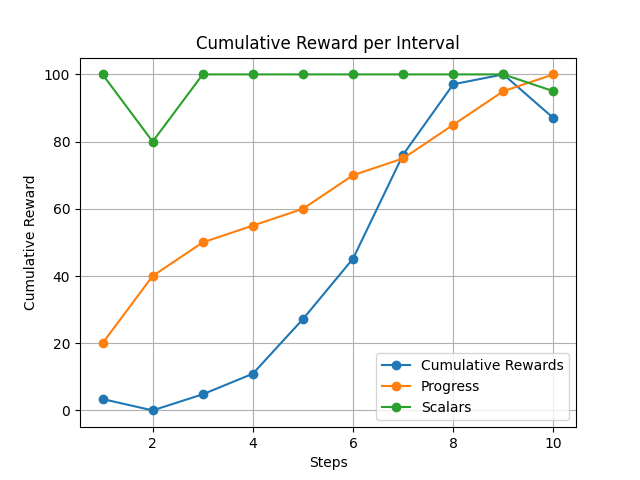 Cumulative Reward per Interval
Cumulative Reward
100
80
60
40
20
0
2
4
6
8
10
Steps
Cumulative Rewards
Progress
Scalars